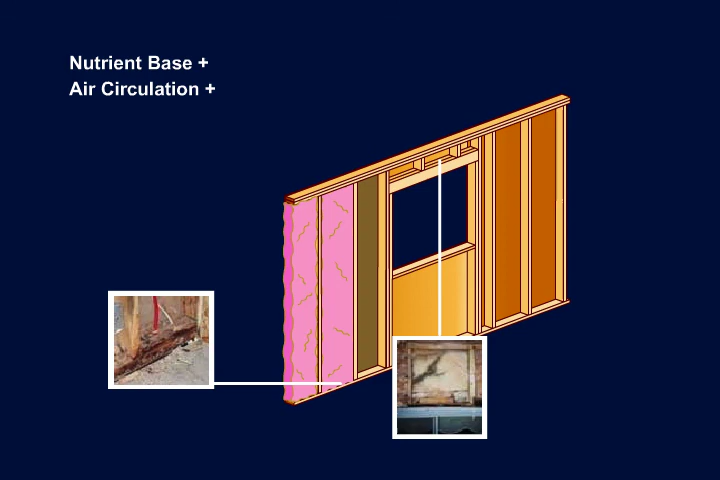 Nutrient Base +
Air Circulation +